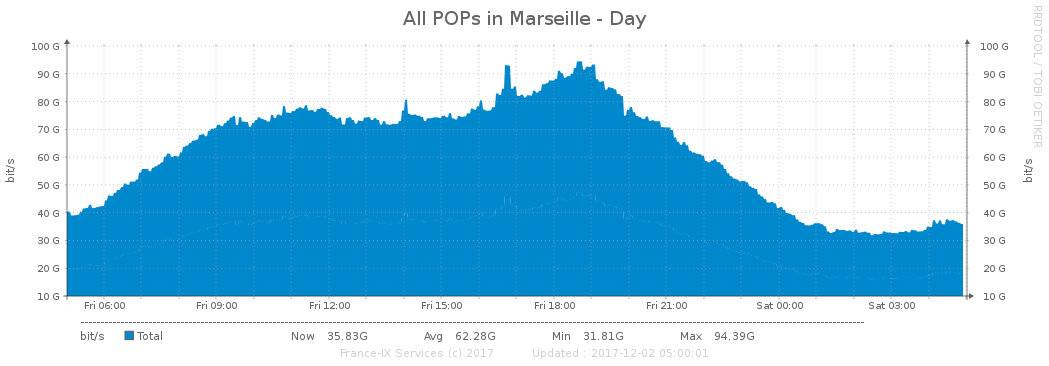 All POPs in Marseille - Day
RRDTOOL / TOBI OETIKER
100 G 100 G
90 G 90 G
80 G 80 G
70 G 70 G
60 G 60 G
50 G 50 G
40 G 40 G
30 G 30 G
20 G 20 G
10 G 10 G
bit/s bit/s
Fri 06:00 Fri 09:00 Fri 12:00 Fri 15:00 Fri 18:00 Fri 21:00 Sat 00:00 Sat 03:00
bit/s Total Now 35.83G Avg 62.28G Min 31.81G Max 94.39G
France-IX Services (c) 2017 Updated : 2017-12-02 05:00:01